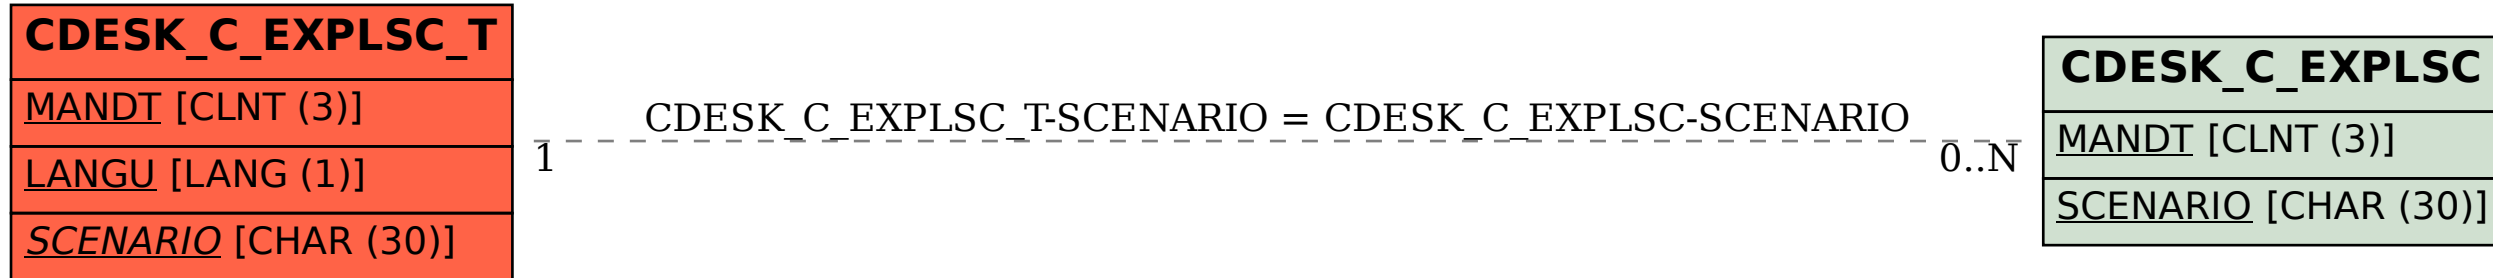 CDESK_C_EXPLSC_T
MANDT [CLNT (3)]
LANGU [LANG (1)]
SCENARIO [CHAR (30)]
CDESK_C_EXPLSC_T-SCENARIO = CDESK_C_EXPLSC-SCENARIO
1
0..N
CDESK_C_EXPLSC
MANDT [CLNT (3)]
SCENARIO [CHAR (30)]